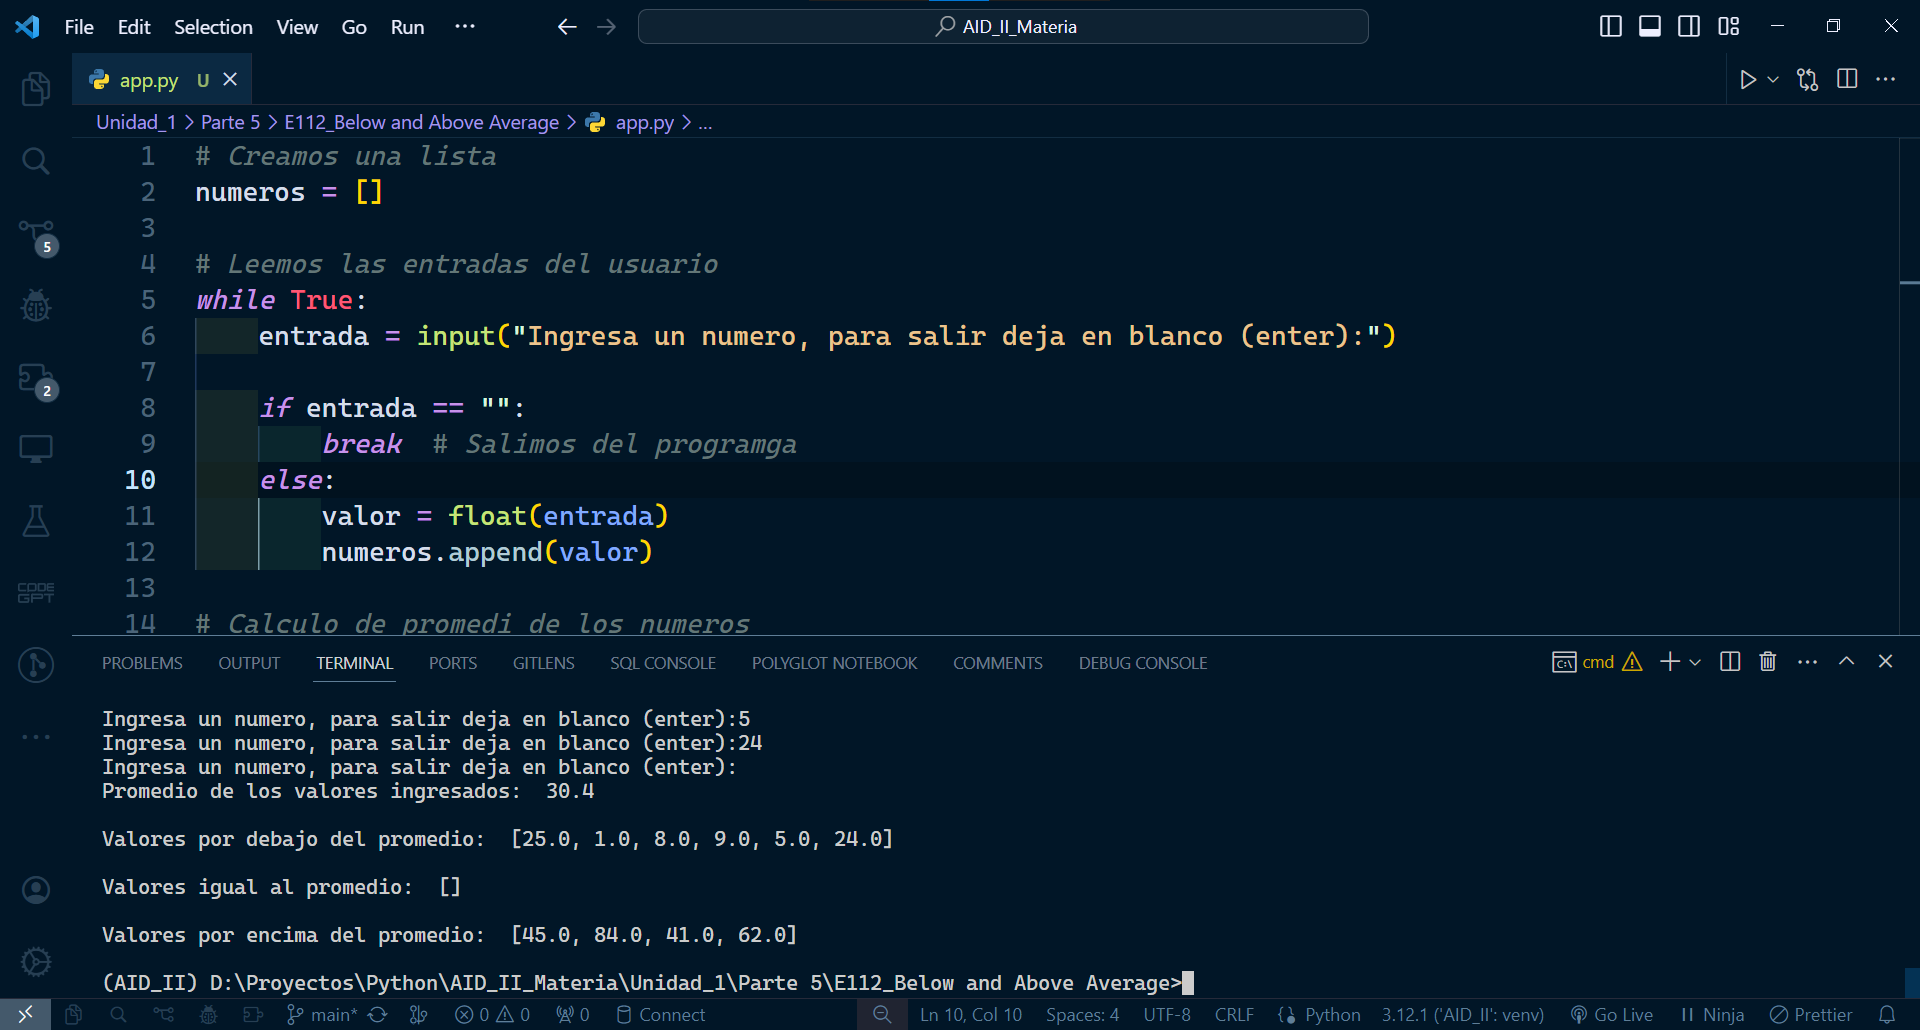 File Edit Selection View Go Run ··· AID_II_Materia
app.py U
Unidad_1 > Parte 5 > E112_Below and Above Average > app.py > ...
1 # Creamos una lista
2 numeros = []
3
4 # Leemos las entradas del usuario
5 while True:
6 entrada = input("Ingresa un numero, para salir deja en blanco (enter):")
7
8 if entrada == "":
9 break # Salimos del programga
10 else:
11 valor = float(entrada)
12 numeros.append(valor)
13
14 # Calculo de promedi de los numeros
5
2
CODE
GPT
PROBLEMS OUTPUT TERMINAL PORTS GITLENS SQL CONSOLE POLYGLOT NOTEBOOK COMMENTS DEBUG CONSOLE cmd
Ingresa un numero, para salir deja en blanco (enter):5
Ingresa un numero, para salir deja en blanco (enter):24
Ingresa un numero, para salir deja en blanco (enter):
Promedio de los valores ingresados:  30.4
Valores por debajo del promedio:  [25.0, 1.0, 8.0, 9.0, 5.0, 24.0]
Valores igual al promedio:  []
Valores por encima del promedio:  [45.0, 84.0, 41.0, 62.0]
(AID_II) D:\Proyectos\Python\AID_II_Materia\Unidad_1\Parte 5\E112_Below and Above Average>
main* 0 0 0 Connect Ln 10, Col 10 Spaces: 4 UTF-8 CRLF Python 3.12.1 ('AID_II': venv) Go Live Ninja Prettier